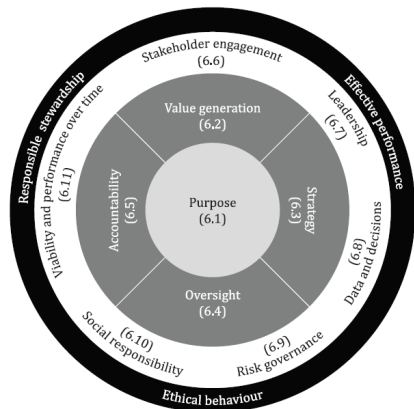 Stakeholder engagement
(6.6)
Responsible stewardship
Effective performance
Viability and performance over time
(6.11)
Leadership
(6.7)
Value generation
(6.2)
Accountability
(6.5)
Purpose
(6.1)
Strategy
(6.3)
Oversight
(6.4)
Data and decisions
(6.8)
Social responsibility
(6.10)
Risk governance
(6.9)
Ethical behaviour